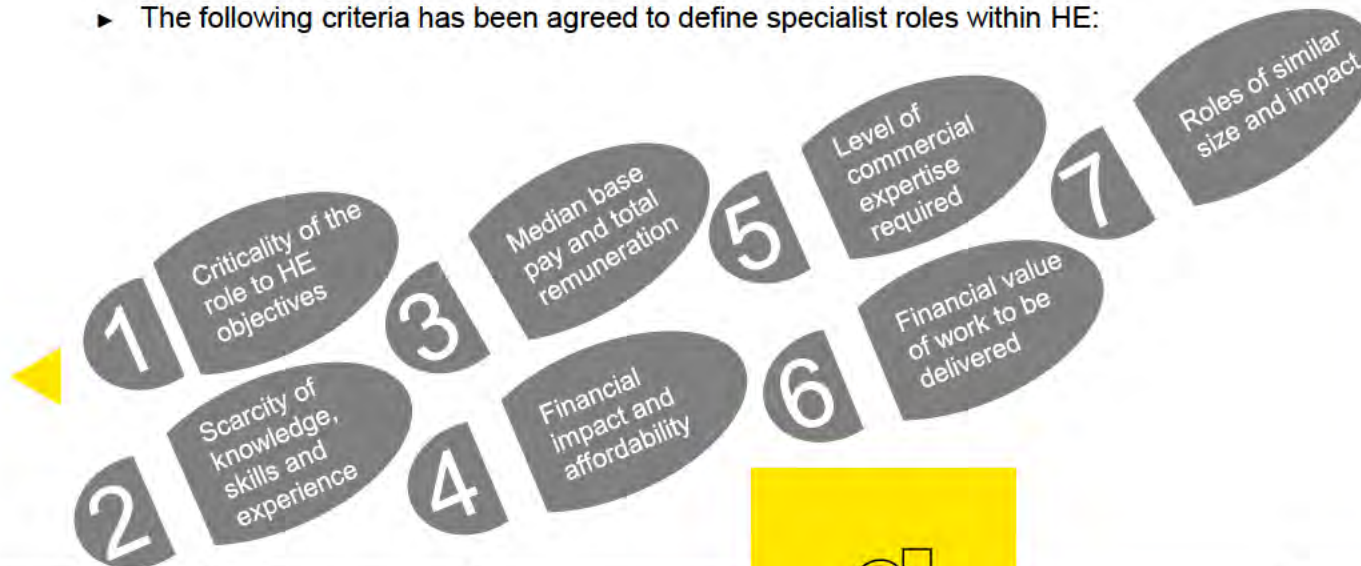 ► The following criteria has been agreed to define specialist roles within HE:
1
Criticality of the
role to HE
objectives
2
Scarcity of
knowledge,
skills and
experience
3
Median base
pay and total
remuneration
4
Financial
impact and
affordability
5
Level of
commercial
expertise
required
6
Financial value
of work to be
delivered
7
Roles of similar
size and impact